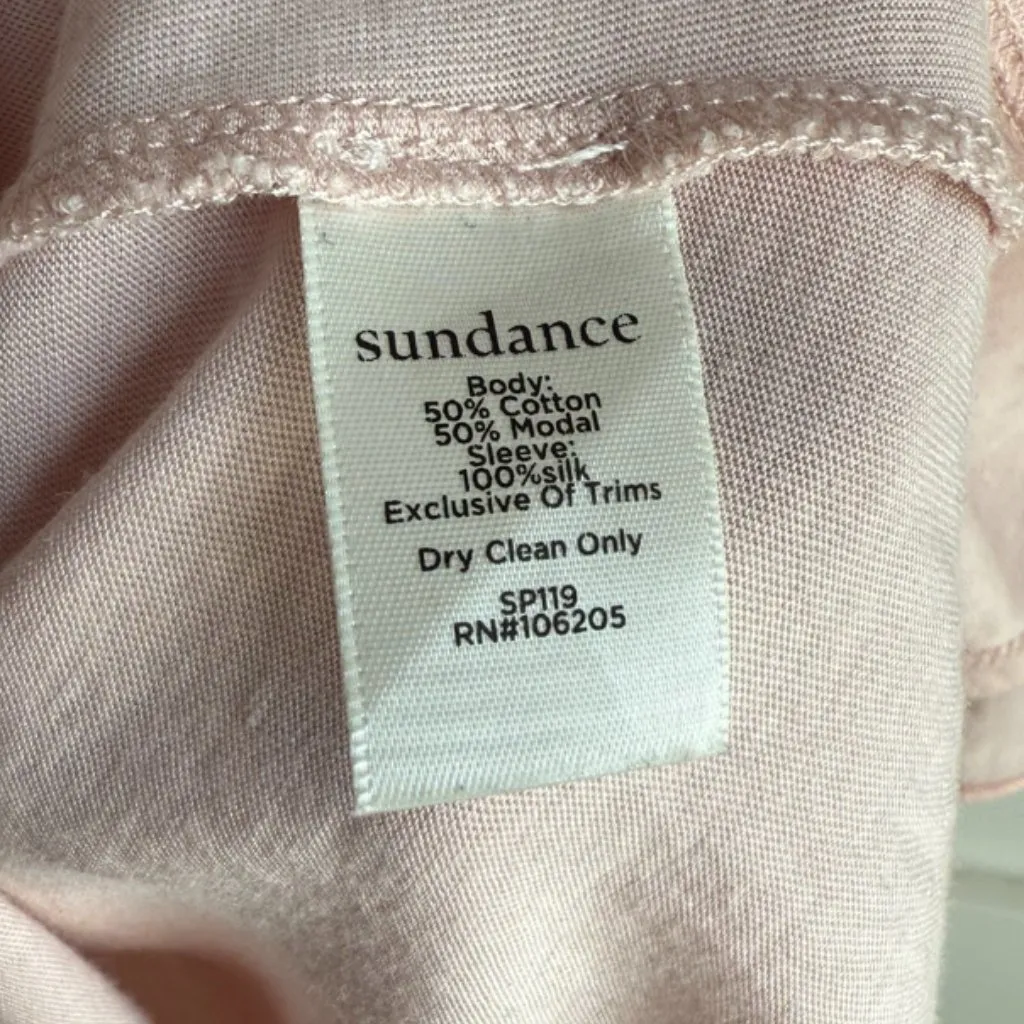 sundance
Body:
50% Cotton
50% Modal
Sleeve:
100%silk
Exclusive Of Trims
Dry Clean Only
SP119
RN#106205